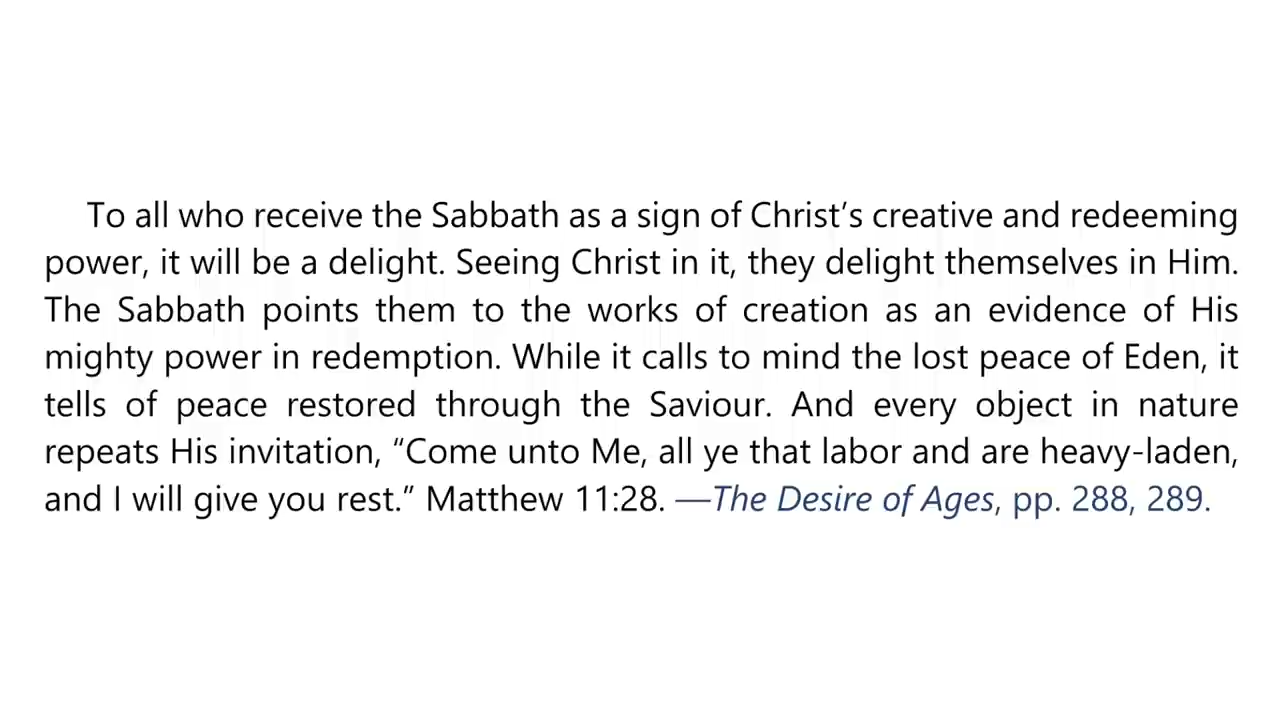 To all who receive the Sabbath as a sign of Christ’s creative and redeeming
power, it will be a delight. Seeing Christ in it, they delight themselves in Him.
The Sabbath points them to the works of creation as an evidence of His
mighty power in redemption. While it calls to mind the lost peace of Eden, it
tells of peace restored through the Saviour. And every object in nature
repeats His invitation, “Come unto Me, all ye that labor and are heavy-laden,
and I will give you rest.” Matthew 11:28. —The Desire of Ages, pp. 288, 289.